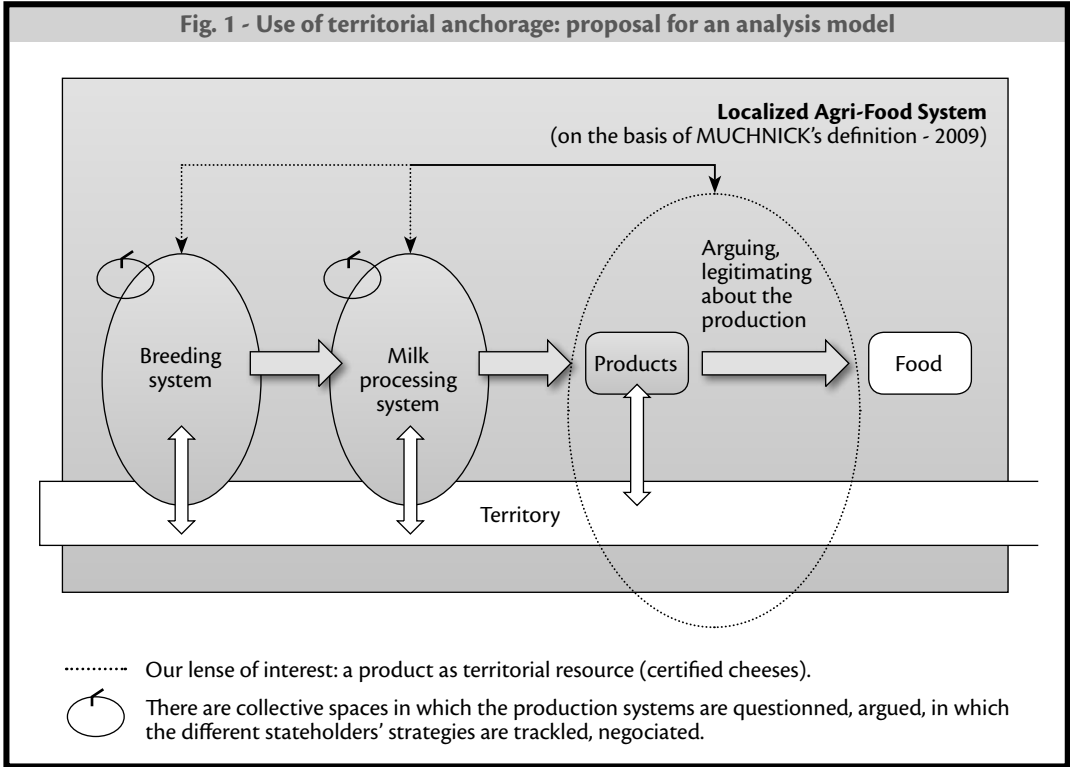 Fig. 1 - Use of territorial anchorage: proposal for an analysis model
Localized Agri-Food System
(on the basis of MUCHNICK's definition - 2009)
Arguing,
legitimating
about the
production
Breeding
system
Milk
processing
system
Products
Food
Territory
Our lense of interest: a product as territorial resource (certified cheeses).
There are collective spaces in which the production systems are questionned, argued, in which
the different stateholders' strategies are trackled, negociated.